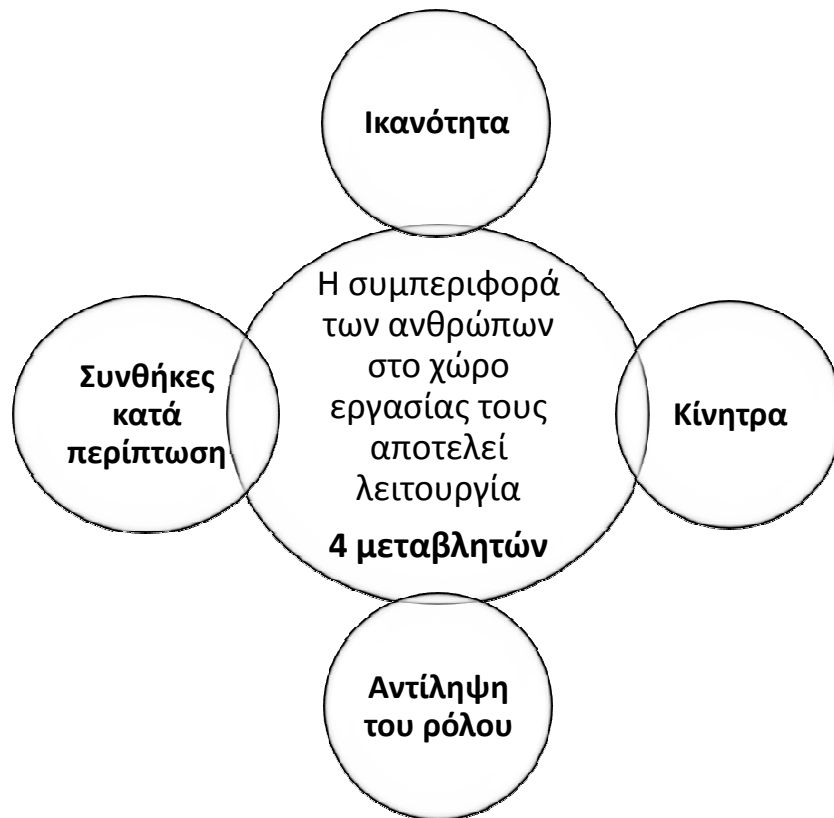 Ικανότητα
Η συμπεριφορά
των ανθρώπων
στο χώρο
εργασίας τους
αποτελεί
λειτουργία
4 μεταβλητών
Συνθήκες
κατά
περίπτωση
Κίνητρα
Αντίληψη
του ρόλου